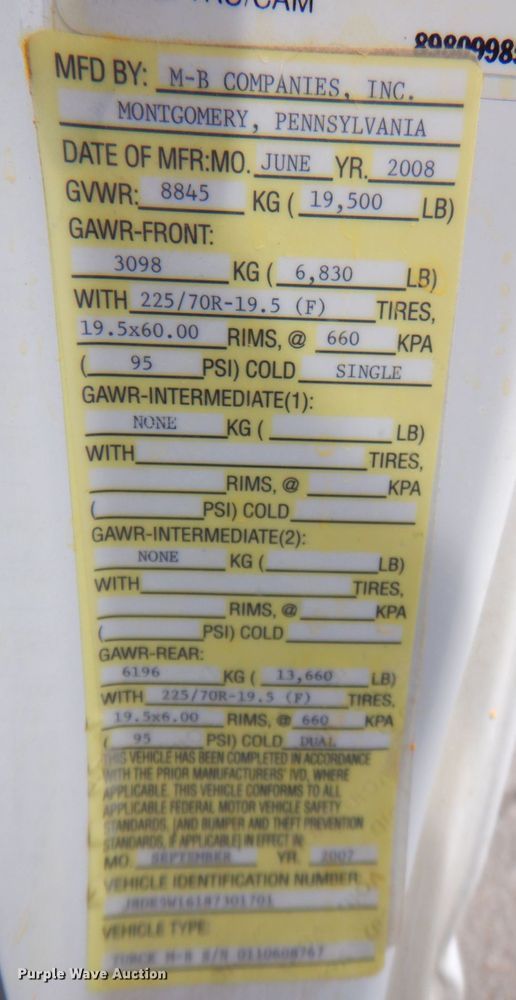 8980998
MFD BY: M-B COMPANIES, INC.
MONTGOMERY, PENNSYLVANIA
DATE OF MFR:MO. JUNE YR. 2008
GVWR: 8845 KG ( 19,500 LB)
GAWR-FRONT:
3098 KG ( 6,830 LB)
WITH 225/70R-19.5 (F) TIRES,
19.5x60.00 RIMS, @ 660 KPA
( 95 PSI) COLD SINGLE
GAWR-INTERMEDIATE(1):
NONE KG ( LB)
WITH TIRES,
RIMS, @ KPA
( PSI) COLD
GAWR-INTERMEDIATE(2):
NONE KG ( LB)
WITH TIRES,
RIMS, @ KPA
( PSI) COLD
GAWR-REAR:
6196 KG ( 13,660 LB)
WITH 225/70R-19.5 (F) TIRES,
19.5x6.00 RIMS, @ 660 KPA
( 95 PSI) COLD DUAL
THIS VEHICLE HAS BEEN COMPLETED IN ACCORDANCE
WITH THE PRIOR MANUFACTURERS' IVD, WHERE
APPLICABLE. THIS VEHICLE CONFORMS TO ALL
APPLICABLE FEDERAL MOTOR VEHICLE SAFETY
STANDARDS, [AND BUMPER AND THEFT PREVENTION
STANDARDS, IF APPLICABLE] IN EFFECT IN:
MO. SEPTEMBER YR. 2007
VEHICLE IDENTIFICATION NUMBER:
VEHICLE TYPE:
M-B S/N 0110608767
Purple Wave Auction